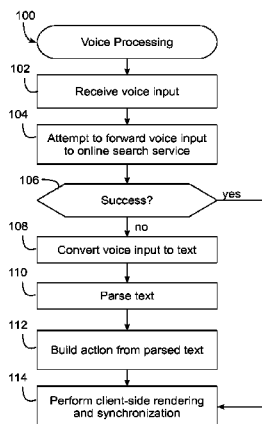 100
Voice Processing
102
Receive voice input
104
Attempt to forward voice input
to online search service
106
Success?
yes
no
108
Convert voice input to text
110
Parse text
112
Build action from parsed text
114
Perform client-side rendering
and synchronization